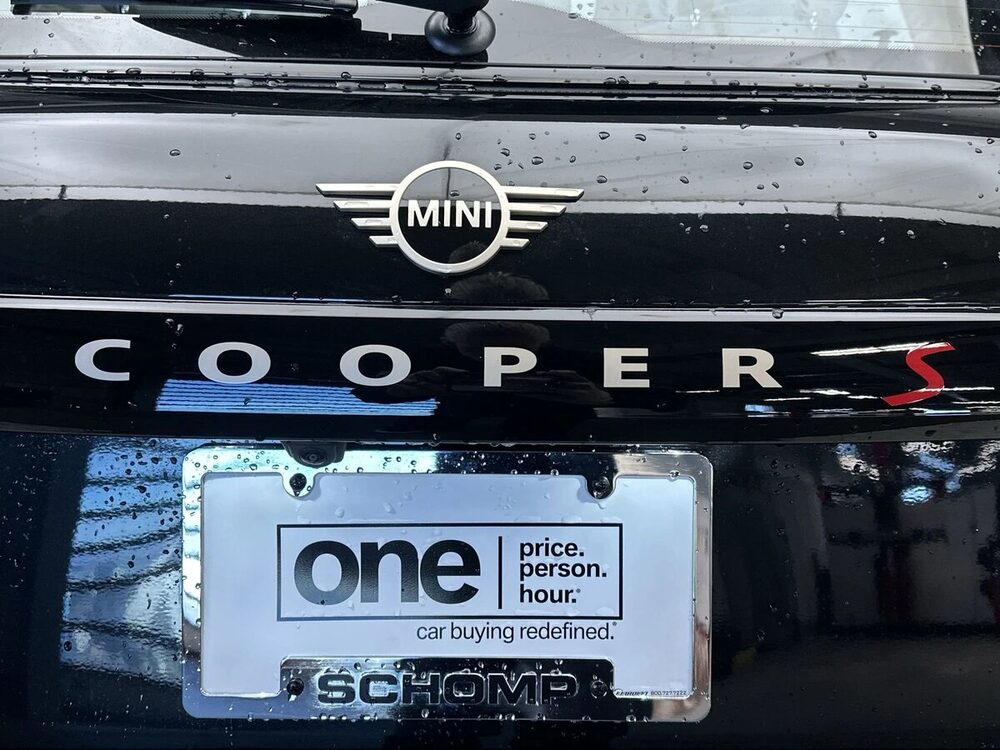 MINI
COOPER S
one
price.
person.
hour.®
car buying redefined.®
SCHOMP